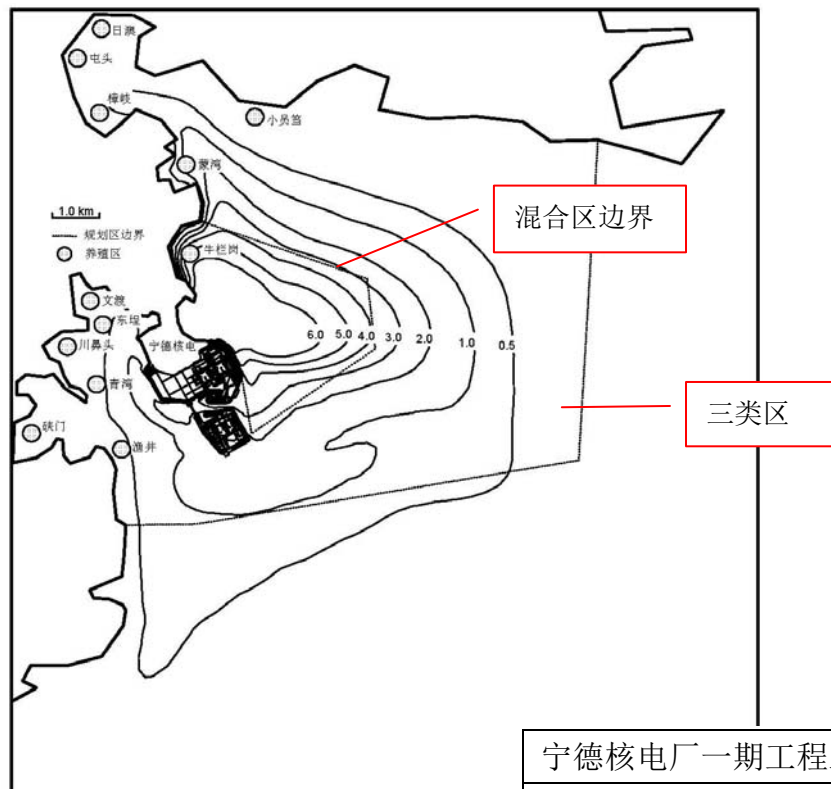 日澳
屯头
樟岐
小员筜
蒙湾
混合区边界
1.0 km
规划区边界
养殖区
牛栏岗
文渡
东埕
宁德核电
川鼻头
6.0 5.0 4.0 3.0 2.0 1.0 0.5
青湾
三类区
硖门
渔井
宁德核电厂一期工程